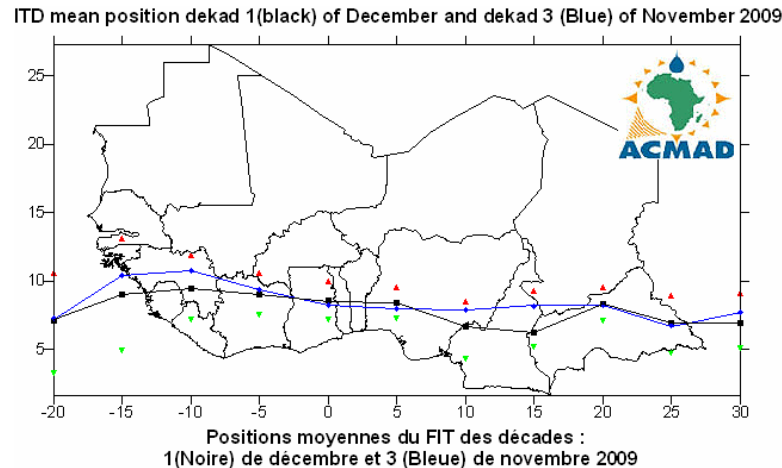 ITD mean position dekad 1(black) of December and dekad 3 (Blue) of November 2009
25
20
15
10
5
ACMAD
-20 -15 -10 -5 0 5 10 15 20 25 30
Positions moyennes du FIT des décades :
1(Noire) de décembre et 3 (Bleue) de novembre 2009